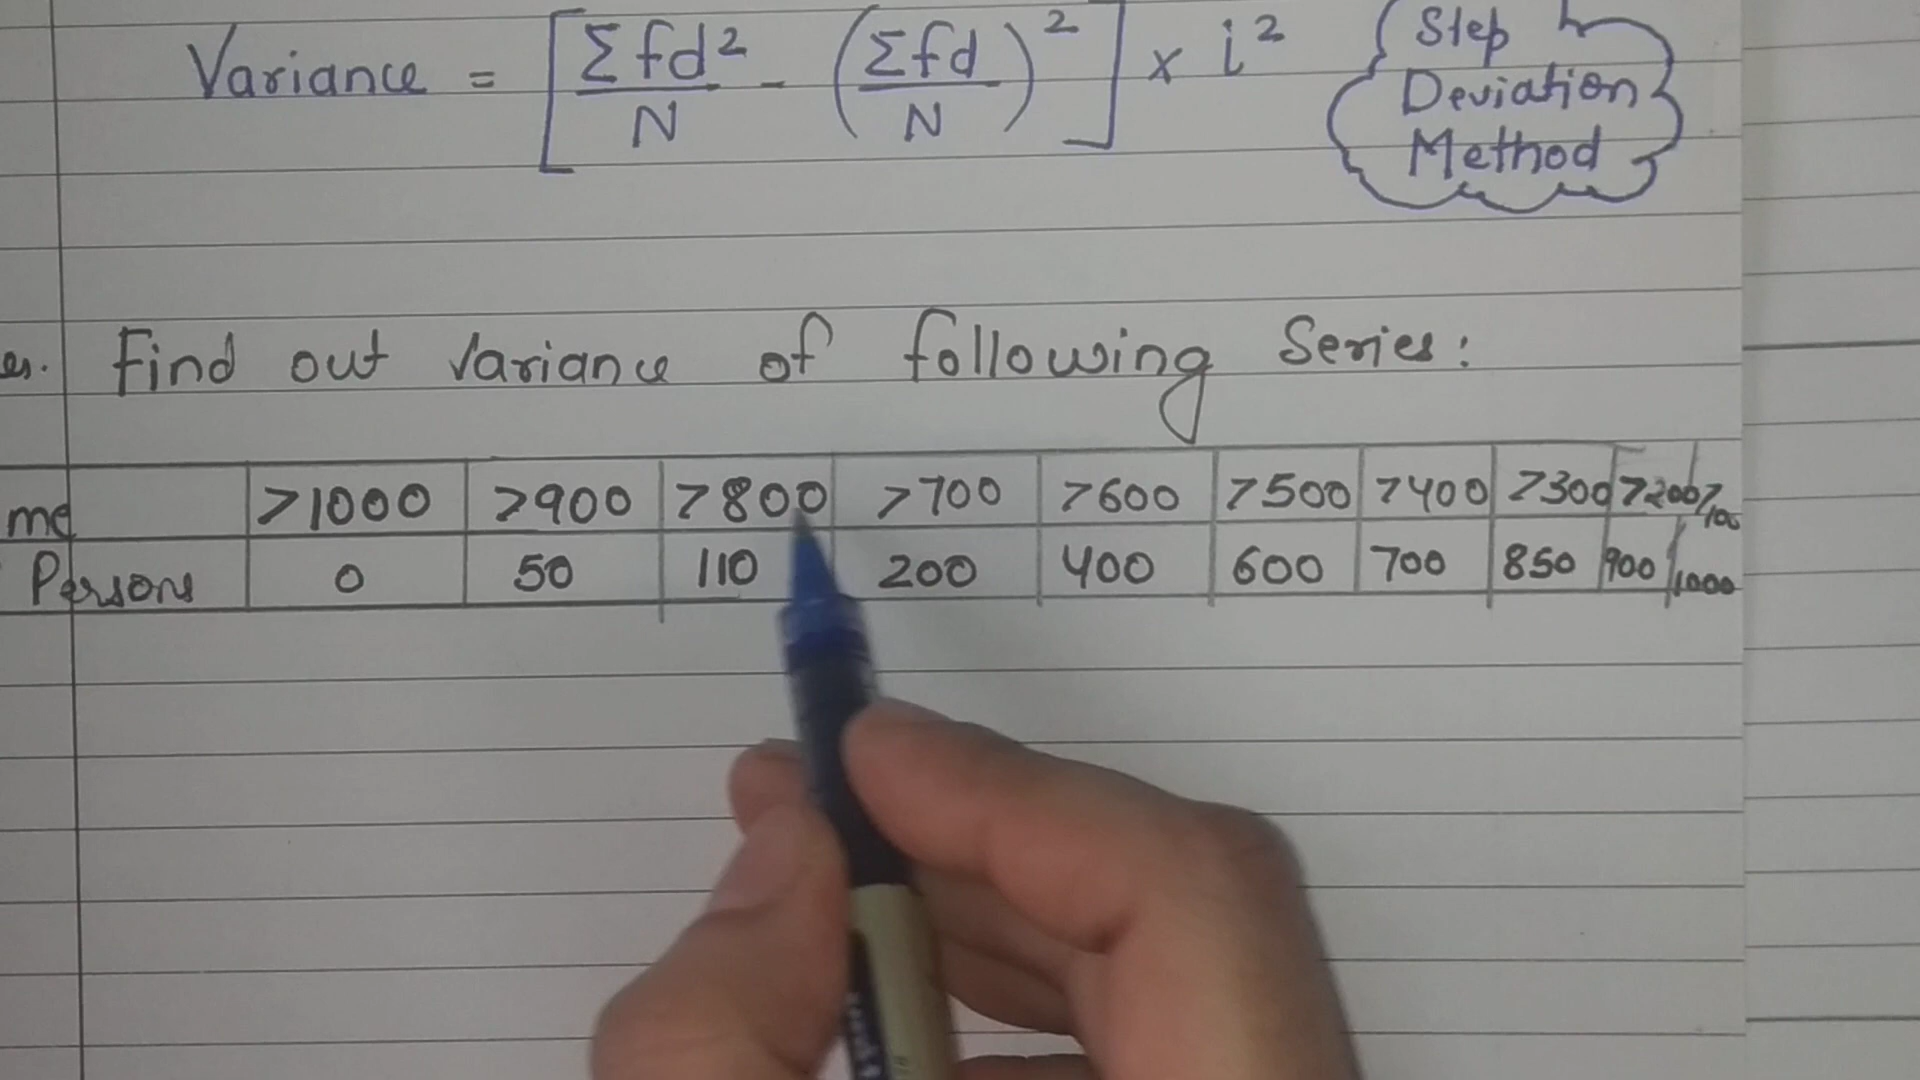 Variance = [Σfd²/N - (Σfd/N)²] × i²
Step
Deviation
Method
es. Find out Variance of following Series:
me >1000 >900 >800 >700 >600 >500 >400 >300 >200 >100
Persons 0 50 110 200 400 600 700 850 900 1000